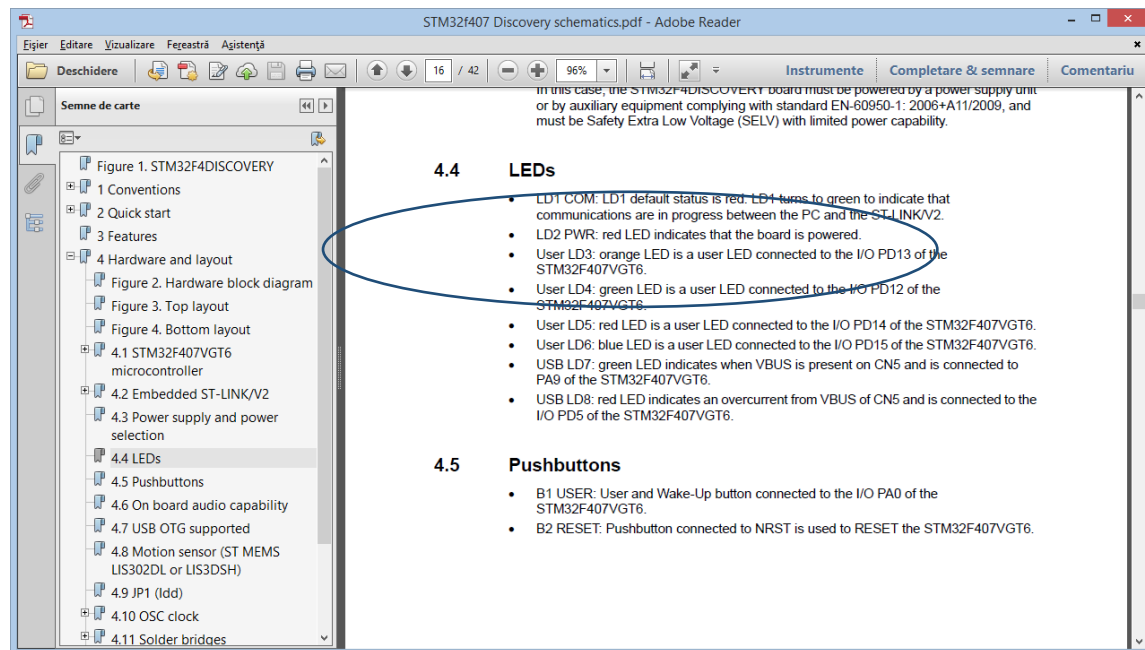 STM32f407 Discovery schematics.pdf - Adobe Reader
Fișier Editare Vizualizare Fereastră Asistență
Deschidere 16 / 42 96% Instrumente Completare & semnare Comentariu
Semne de carte
Figure 1. STM32F4DISCOVERY
1 Conventions
2 Quick start
3 Features
4 Hardware and layout
Figure 2. Hardware block diagram
Figure 3. Top layout
Figure 4. Bottom layout
4.1 STM32F407VGT6
microcontroller
4.2 Embedded ST-LINK/V2
4.3 Power supply and power
selection
4.4 LEDs
4.5 Pushbuttons
4.6 On board audio capability
4.7 USB OTG supported
4.8 Motion sensor (ST MEMS
LIS302DL or LIS3DSH)
4.9 JP1 (Idd)
4.10 OSC clock
4.11 Solder bridges
In this case, the STM32F4DISCOVERY board must be powered by a power supply unit
or by auxiliary equipment complying with standard EN-60950-1: 2006+A11/2009, and
must be Safety Extra Low Voltage (SELV) with limited power capability.
4.4 LEDs
• LD1 COM: LD1 default status is red. LD1 turns to green to indicate that
communications are in progress between the PC and the ST-LINK/V2.
• LD2 PWR: red LED indicates that the board is powered.
• User LD3: orange LED is a user LED connected to the I/O PD13 of the
STM32F407VGT6.
• User LD4: green LED is a user LED connected to the I/O PD12 of the
STM32F407VGT6.
• User LD5: red LED is a user LED connected to the I/O PD14 of the STM32F407VGT6.
• User LD6: blue LED is a user LED connected to the I/O PD15 of the STM32F407VGT6.
• USB LD7: green LED indicates when VBUS is present on CN5 and is connected to
PA9 of the STM32F407VGT6.
• USB LD8: red LED indicates an overcurrent from VBUS of CN5 and is connected to the
I/O PD5 of the STM32F407VGT6.
4.5 Pushbuttons
• B1 USER: User and Wake-Up button connected to the I/O PA0 of the
STM32F407VGT6.
• B2 RESET: Pushbutton connected to NRST is used to RESET the STM32F407VGT6.